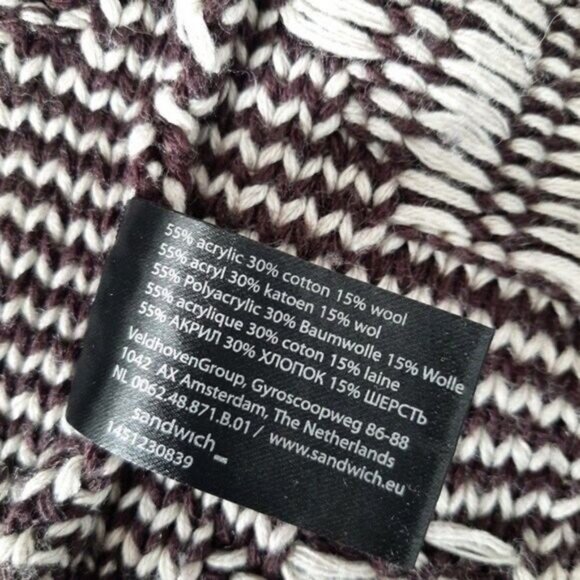 55% acrylic 30% cotton 15% wool
55% acryl 30% katoen 15% wol
55% Polyacrylic 30% Baumwolle 15% Wolle
55% acrylique 30% coton 15% laine
55% АКРИЛ 30% ХЛОПОК 15% ШЕРСТЬ
VeldhovenGroup, Gyroscoopweg 86-88
1042 AX Amsterdam, The Netherlands
NL 0062.48.871.B.01 / www.sandwich.eu
sandwich_
1451230839